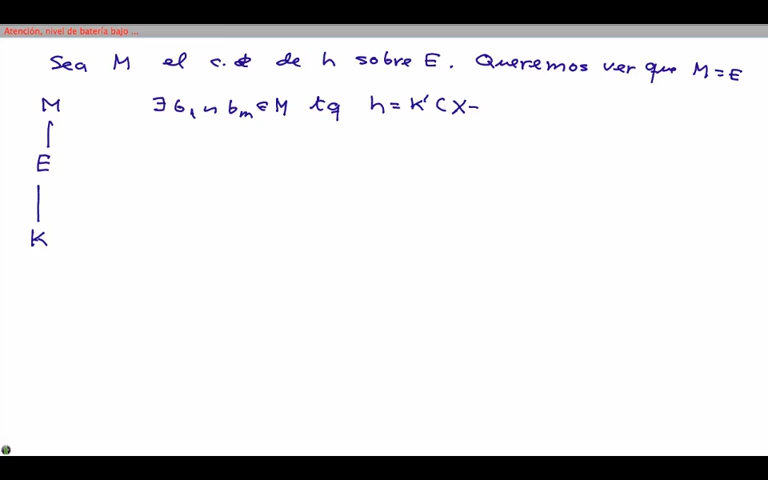 Atención, nivel de batería bajo ...
Sea M el c. de h sobre E. Queremos ver que M = E
M ∃ b₁, n bₘ ∈ M tq h = K' ( X -
E
K